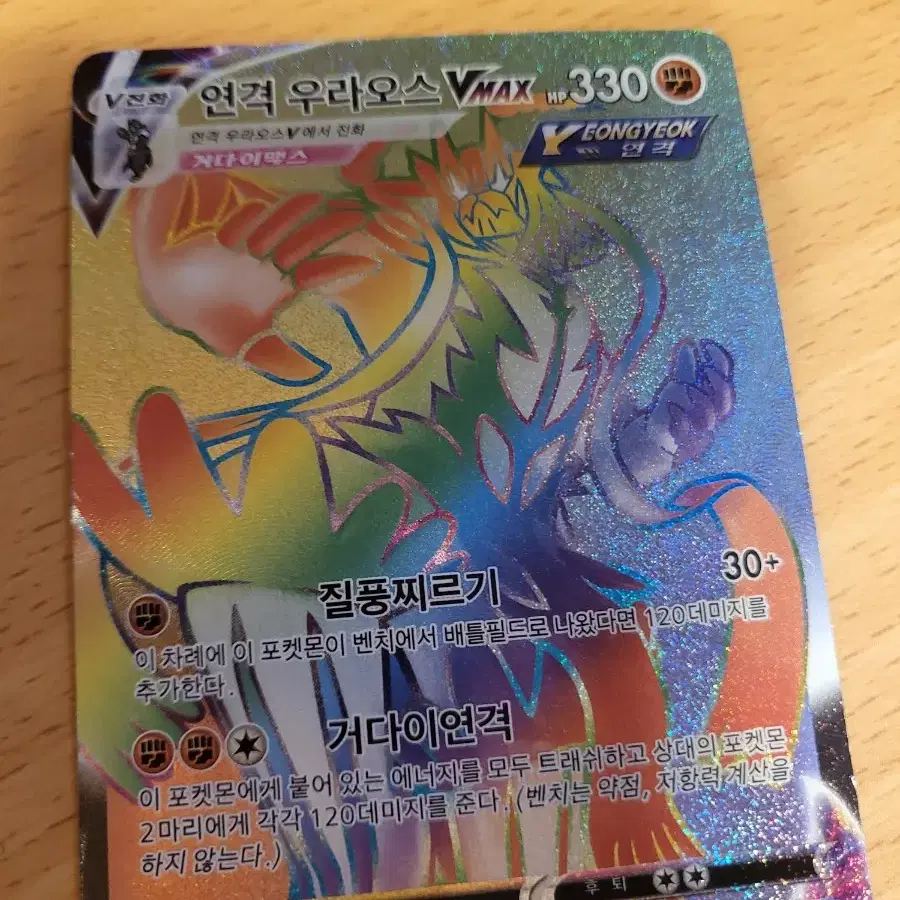 V진화
연격 우라오스 VMAX HP 330
연격 우라오스V에서 진화
거다이맥스
YEONGYEOK
연격
질풍찌르기 30+
이 차례에 이 포켓몬이 벤치에서 배틀필드로 나왔다면 120데미지를
추가한다.
거다이연격
이 포켓몬에게 붙어 있는 에너지를 모두 트래쉬하고 상대의 포켓몬
2마리에게 각각 120데미지를 준다. (벤치는 약점, 저항력 계산을
하지 않는다.)
후퇴